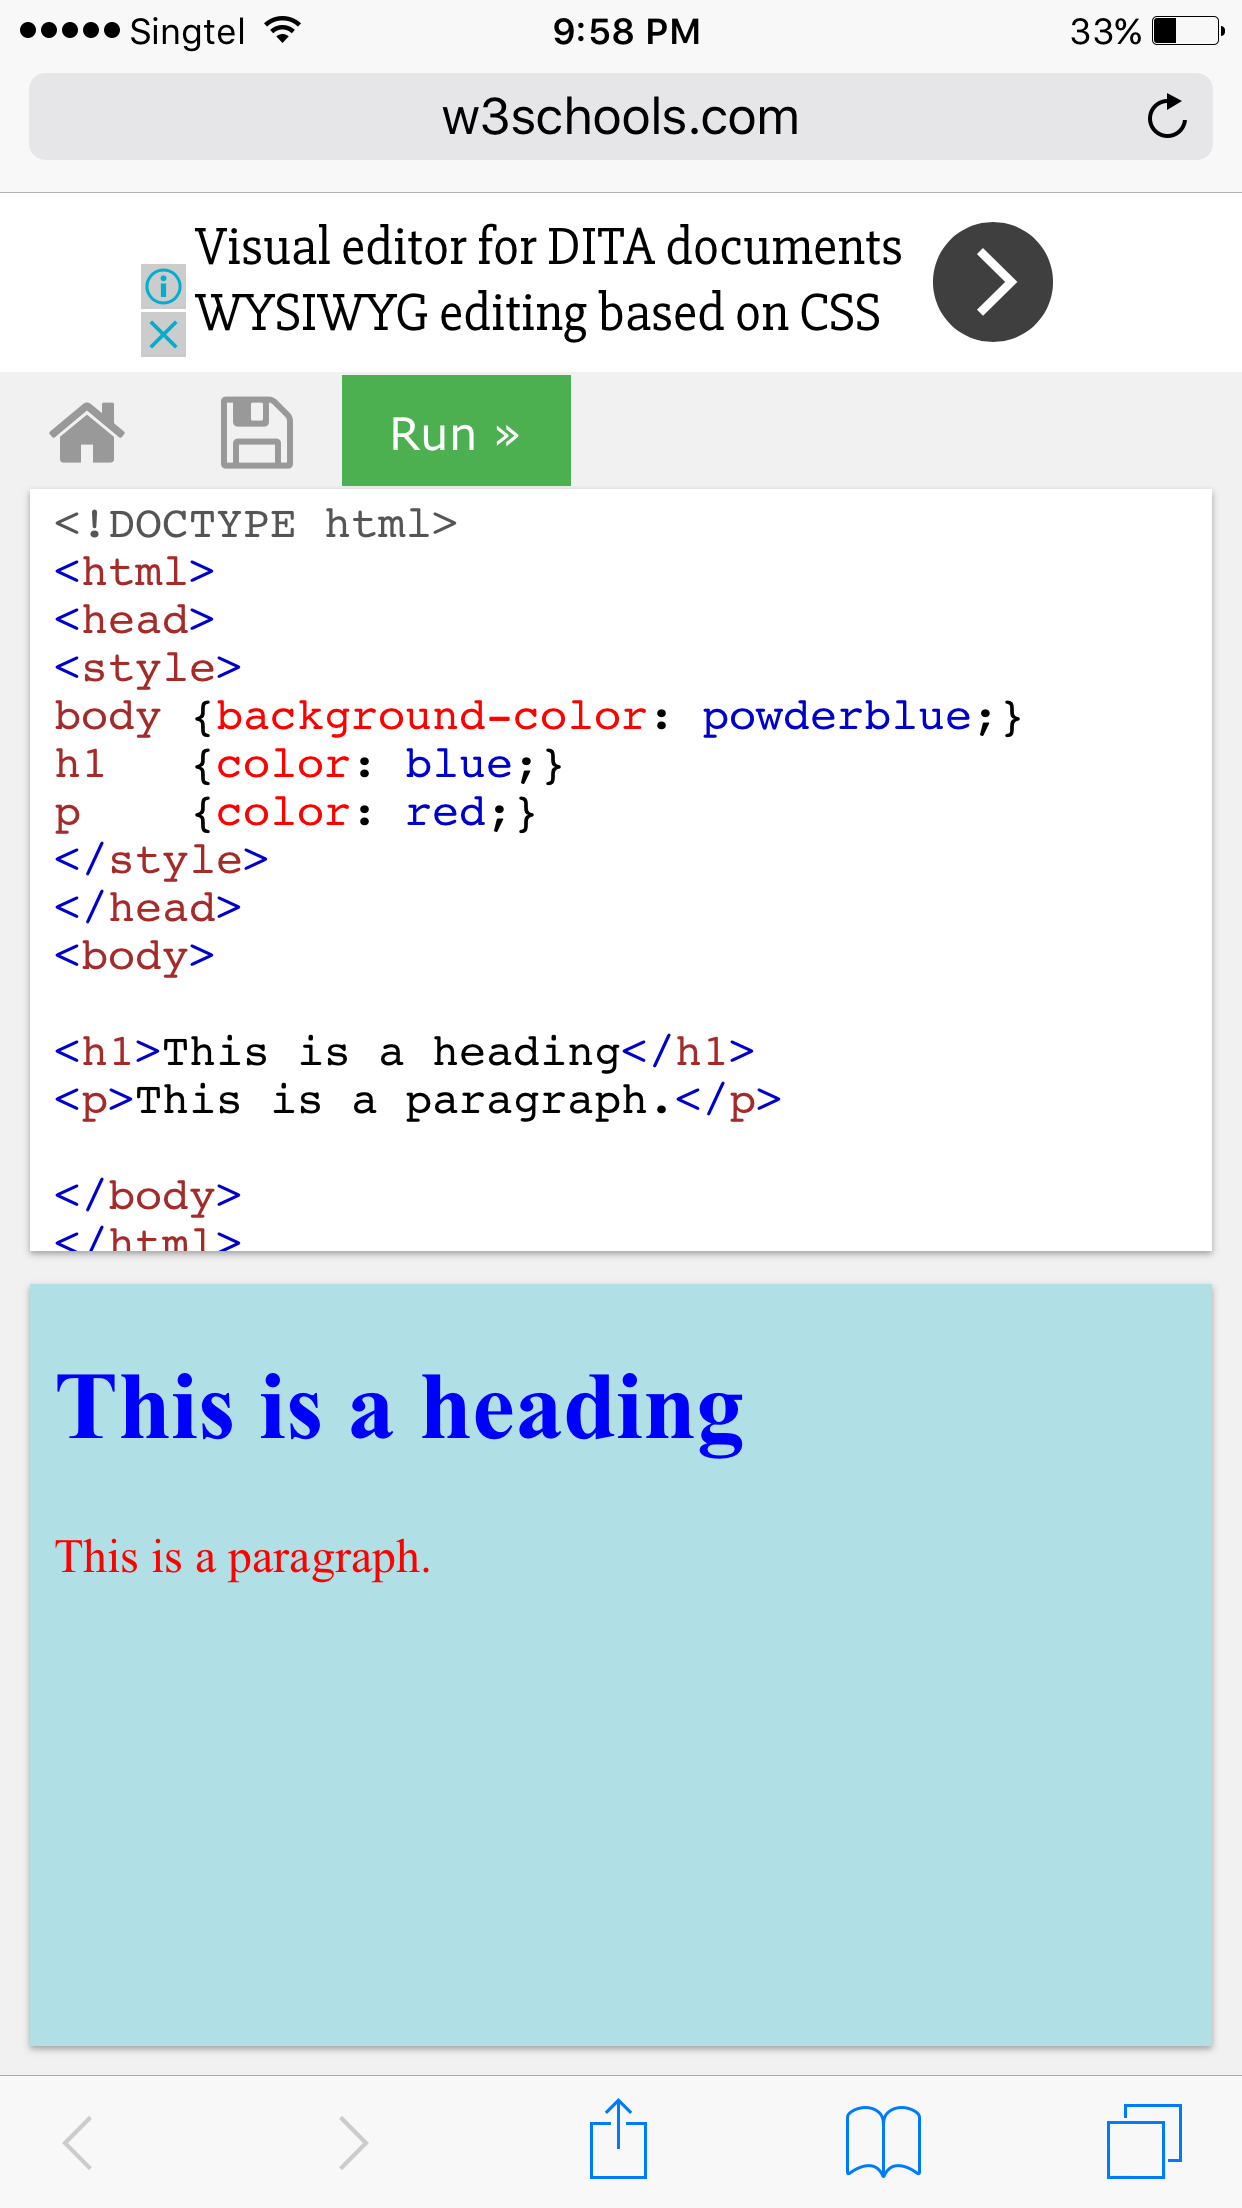 Singtel 9:58 PM 33%
w3schools.com
Visual editor for DITA documents
WYSIWYG editing based on CSS
Run »
<!DOCTYPE html>
<html>
<head>
<style>
body {background-color: powderblue;}
h1   {color: blue;}
p    {color: red;}
</style>
</head>
<body>

<h1>This is a heading</h1>
<p>This is a paragraph.</p>

</body>
</html>
This is a heading
This is a paragraph.